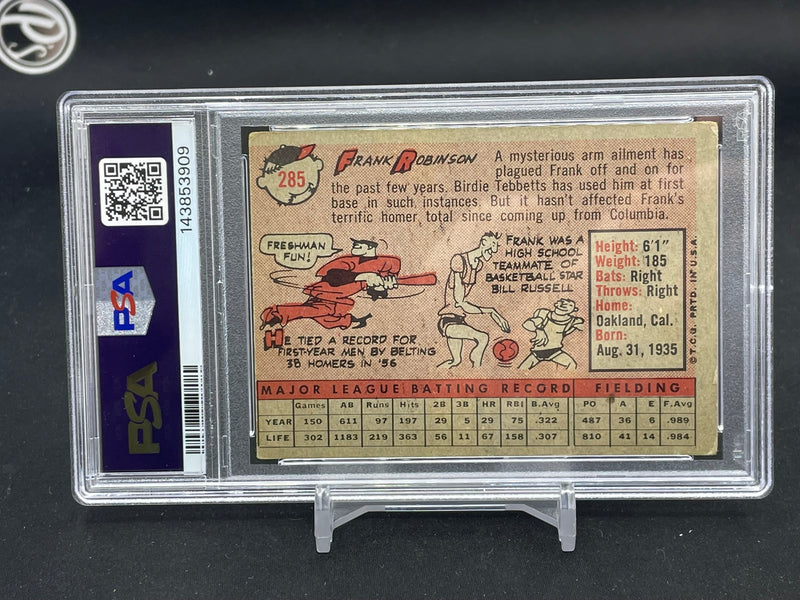 PS
143853909
PSA
PSA
285
FRANK ROBINSON
A mysterious arm ailment has
plagued Frank off and on for
the past few years. Birdie Tebbetts has used him at first
base in such instances. But it hasn't affected Frank's
terrific homer total since coming up from Columbia.
FRESHMAN
FUN!
HE TIED A RECORD FOR
FIRST-YEAR MEN BY BELTING
38 HOMERS IN '56
FRANK WAS A
HIGH SCHOOL
TEAMMATE OF
BASKETBALL STAR
BILL RUSSELL
Height: 6'1"
Weight: 185
Bats: Right
Throws: Right
Home:
Oakland, Cal.
Born:
Aug. 31, 1935
© T.C.G. PRTD. IN U.S.A.
MAJOR LEAGUE BATTING RECORD FIELDING
Games AB Runs Hits 2B 3B HR RBI B.Avg PO A E F.Avg
YEAR 150 611 97 197 29 5 29 75 .322 487 36 6 .989
LIFE 302 1183 219 363 56 11 67 158 .307 810 41 14 .984